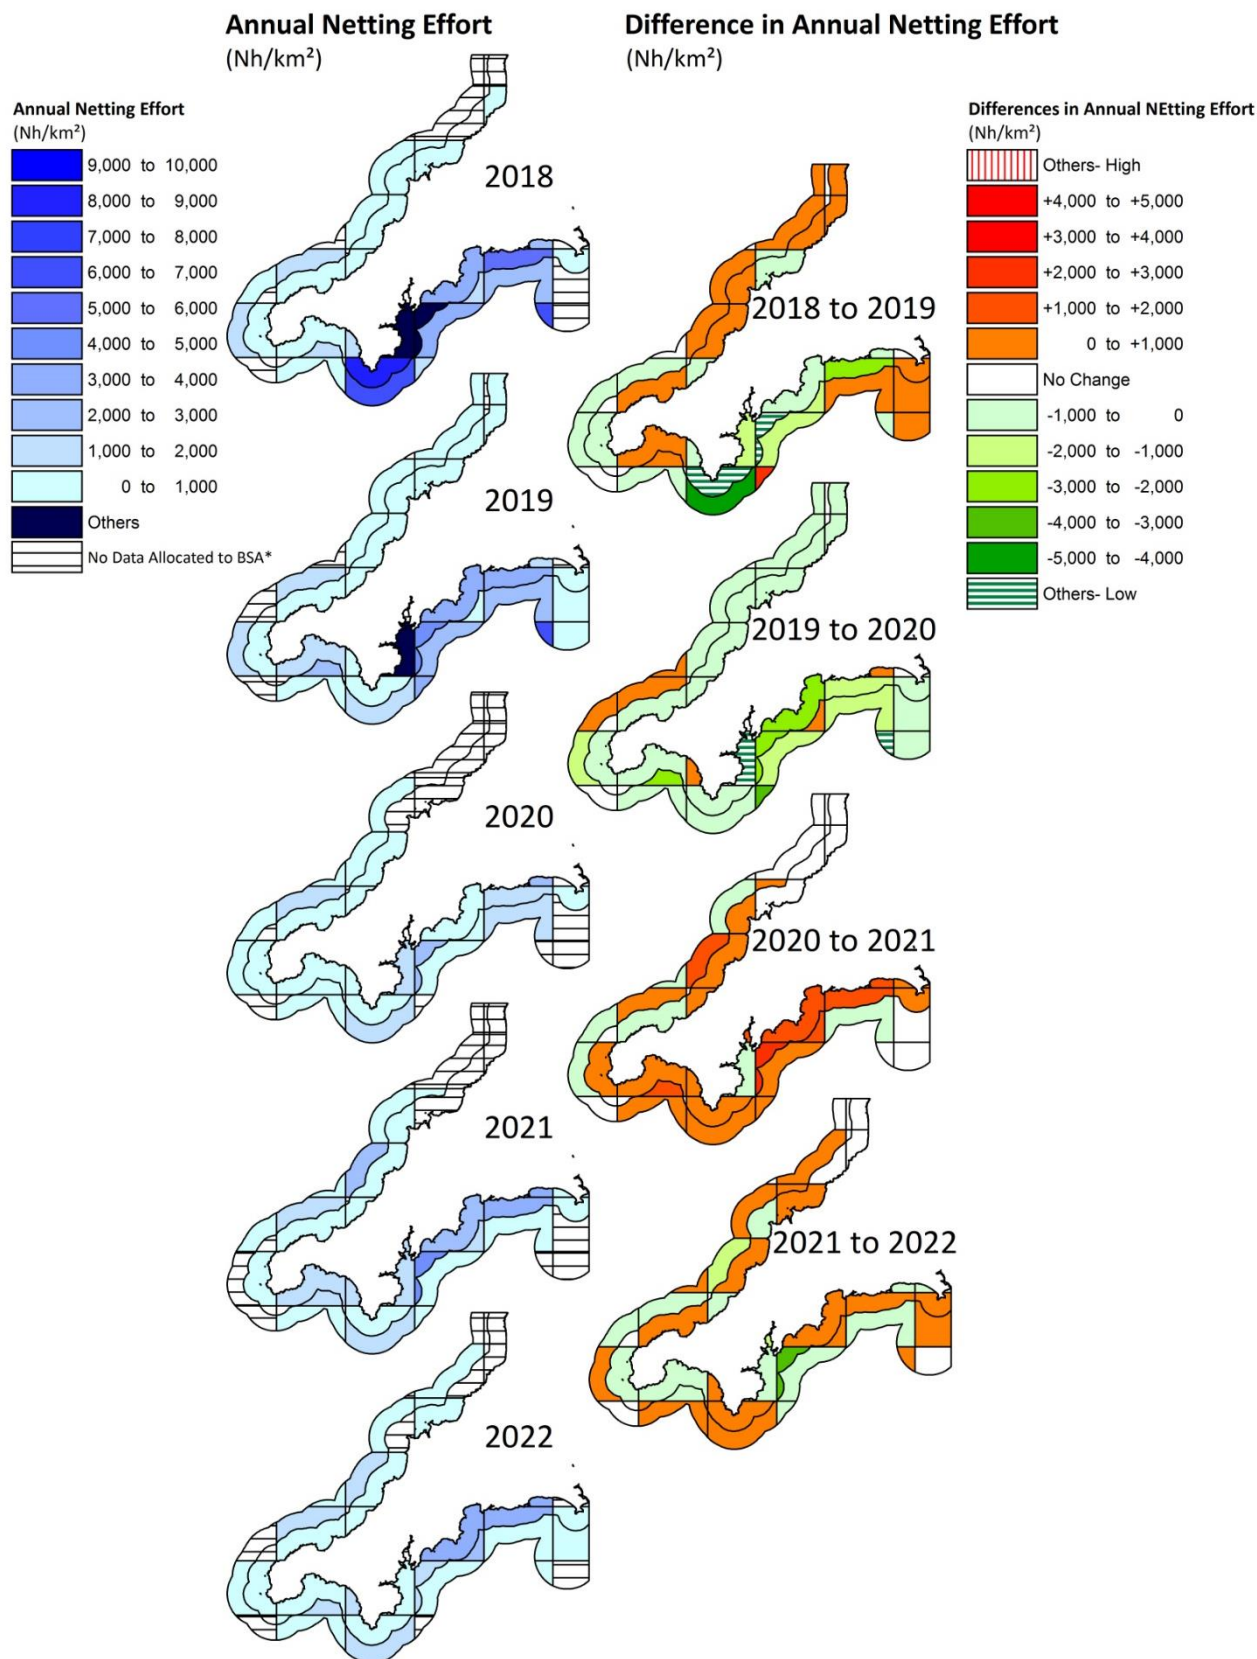 Annual Netting Effort
(Nh/km²)
Difference in Annual Netting Effort
(Nh/km²)
Annual Netting Effort
(Nh/km²)
9,000 to 10,000
8,000 to 9,000
7,000 to 8,000
6,000 to 7,000
5,000 to 6,000
4,000 to 5,000
3,000 to 4,000
2,000 to 3,000
1,000 to 2,000
0 to 1,000
Others
No Data Allocated to BSA*
2018
2019
2020
2021
2022
2018 to 2019
2019 to 2020
2020 to 2021
2021 to 2022
Differences in Annual NEtting Effort
(Nh/km²)
Others- High
+4,000 to +5,000
+3,000 to +4,000
+2,000 to +3,000
+1,000 to +2,000
0 to +1,000
No Change
-1,000 to 0
-2,000 to -1,000
-3,000 to -2,000
-4,000 to -3,000
-5,000 to -4,000
Others- Low